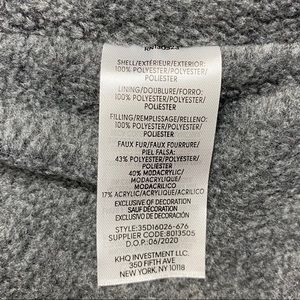 SHELL/EXTÉRIEUR/EXTERIOR:
100% POLYESTER/POLYESTER/
POLIESTER
LINING/DOUBLURE/FORRO:
100% POLYESTER/POLYESTER/
POLIESTER
FILLING/REMPLISSAGE/RELLENO:
100% POLYESTER/POLYESTER/
POLIESTER
FAUX FUR/FAUX FOURRURE/
PIEL FALSA:
43% POLYESTER/POLYESTER/
POLIESTER
40% MODACRYLIC/
MODACRYLIQUE/
MODACRILICO
17% ACRYLIC/ACRYLIQUE/ACRILICO
EXCLUSIVE OF DECORATION
SAUF DÉCORATION
EXCLUSIVO DE DECORACIÓN
STYLE:35D16026-676
SUPPLIER CODE:8013505
D.O.P.:06/2020
KHQ INVESTMENT LLC.
350 FIFTH AVE
NEW YORK, NY 10118